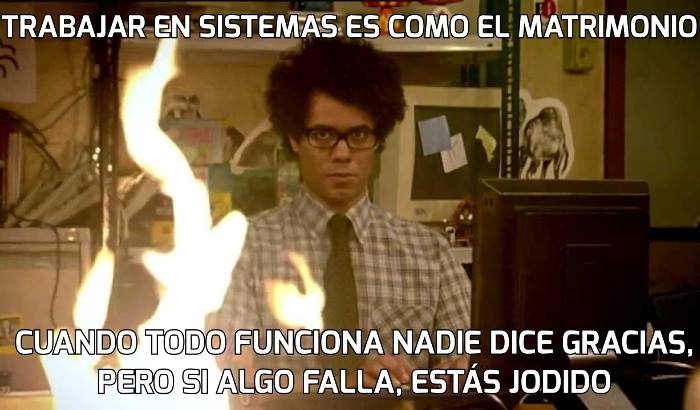 TRABAJAR EN SISTEMAS ES COMO EL MATRIMONIO
CUANDO TODO FUNCIONA NADIE DICE GRACIAS,
PERO SI ALGO FALLA, ESTÁS JODIDO